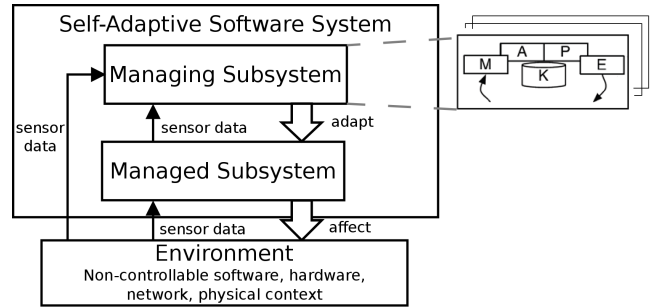 Self-Adaptive Software System
Managing Subsystem
A P
M E
K
sensor
data
sensor data
adapt
Managed Subsystem
sensor data
affect
Environment
Non-controllable software, hardware,
network, physical context